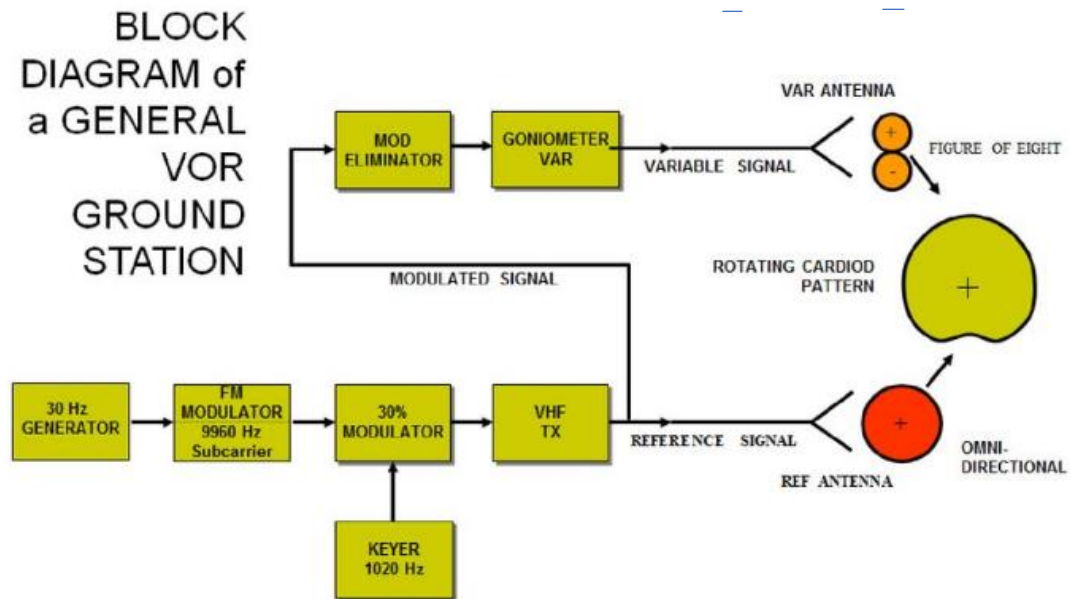 BLOCK
DIAGRAM of
a GENERAL
VOR
GROUND
STATION
MOD
ELIMINATOR
GONIOMETER
VAR
VARIABLE SIGNAL
VAR ANTENNA
+
-
FIGURE OF EIGHT
ROTATING CARDIOD
PATTERN
+
MODULATED SIGNAL
30 Hz
GENERATOR
FM
MODULATOR
9960 Hz
Subcarrier
30%
MODULATOR
VHF
TX
REFERENCE SIGNAL
REF ANTENNA
+
OMNI-
DIRECTIONAL
KEYER
1020 Hz